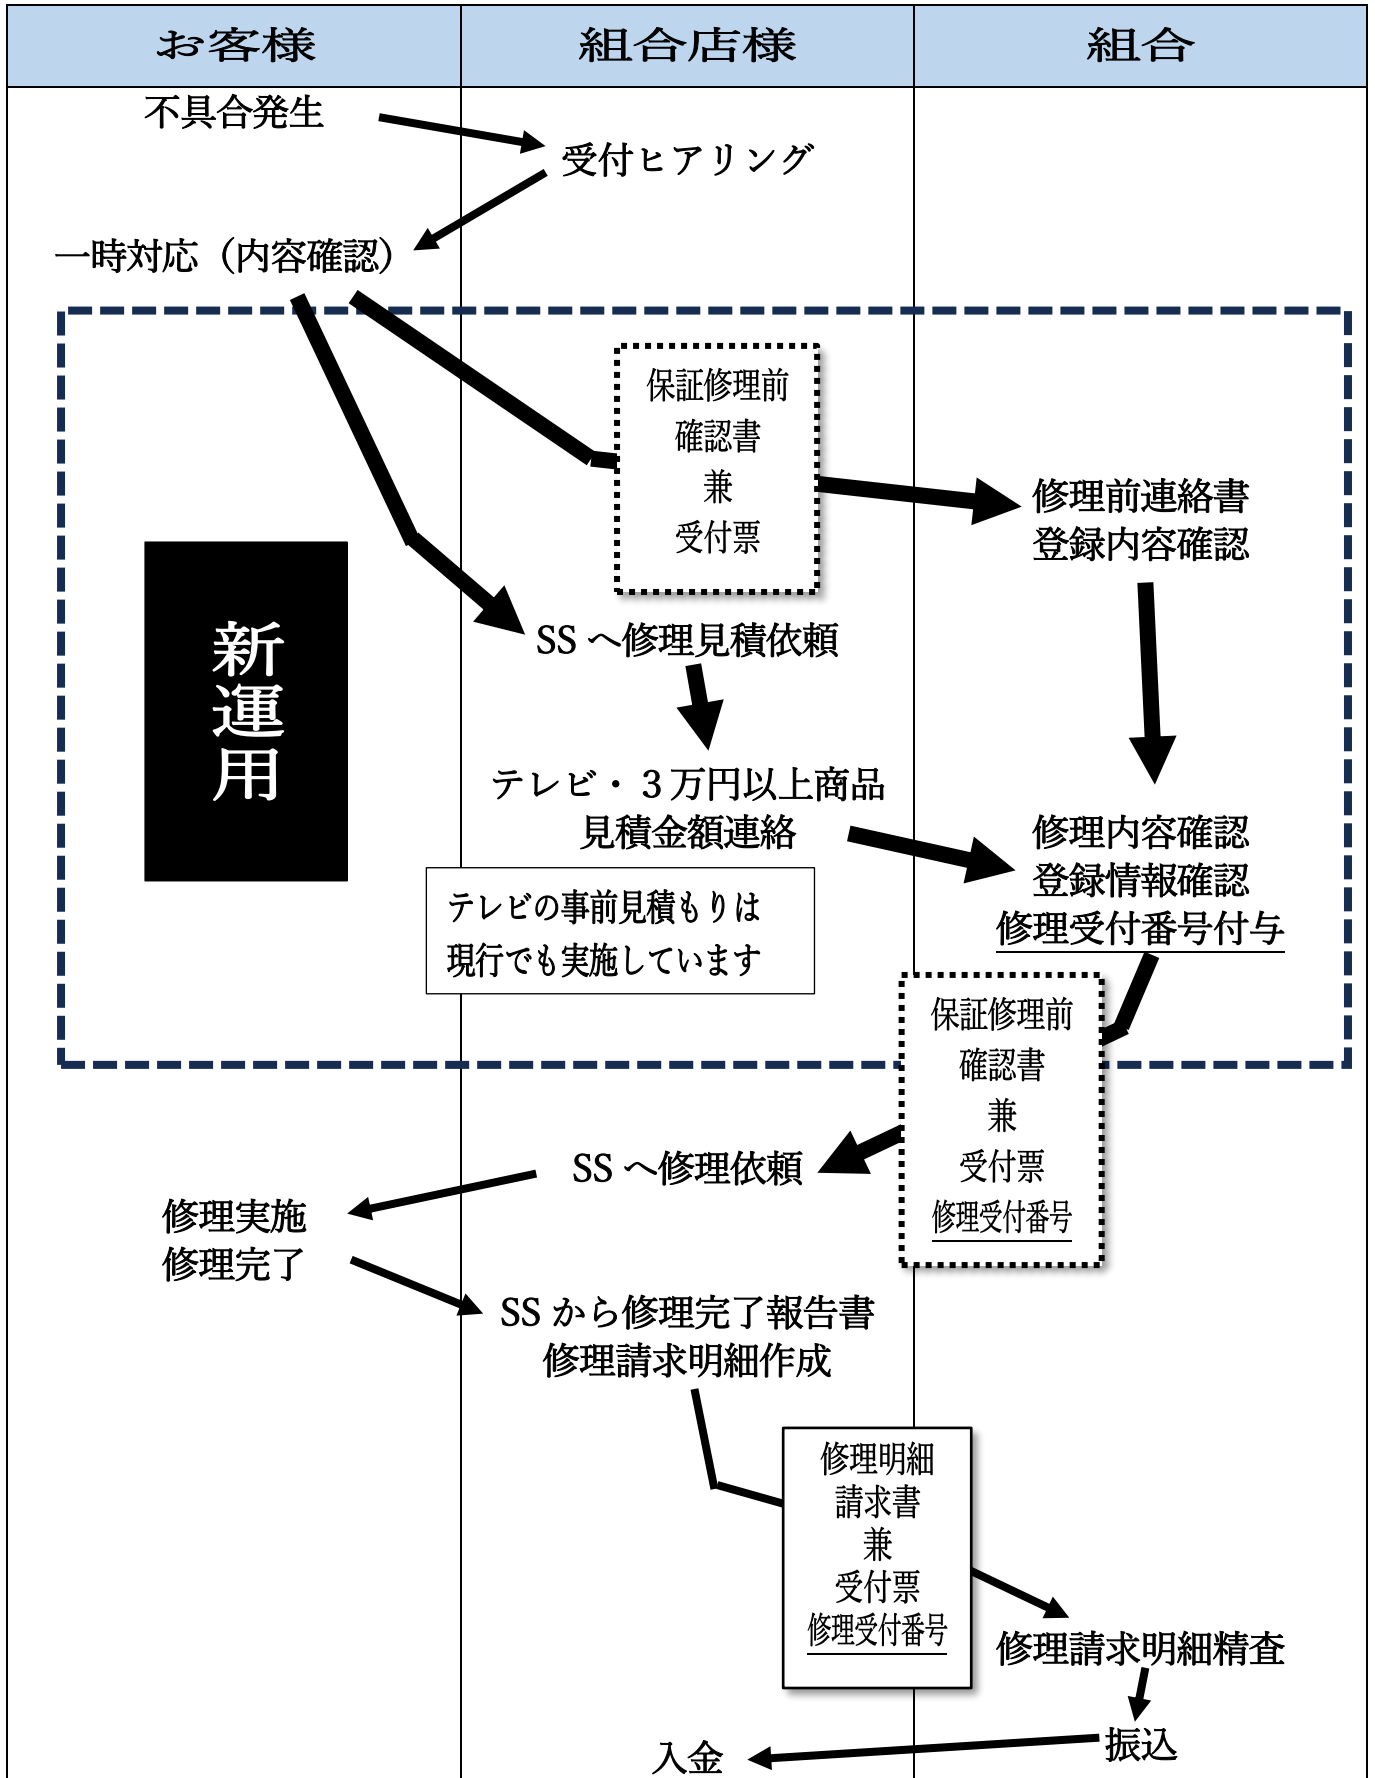 お客様
組合店様
組合
不具合発生
受付ヒアリング
一時対応（内容確認）
保証修理前
確認書
兼
受付票
修理前連絡書
登録内容確認
新運用
SS へ修理見積依頼
テレビ・３万円以上商品
見積金額連絡
修理内容確認
登録情報確認
修理受付番号付与
テレビの事前見積もりは
現行でも実施しています
保証修理前
確認書
兼
受付票
修理受付番号
SS へ修理依頼
修理実施
修理完了
SS から修理完了報告書
修理請求明細作成
修理明細
請求書
兼
受付票
修理受付番号
修理請求明細精査
振込
入金